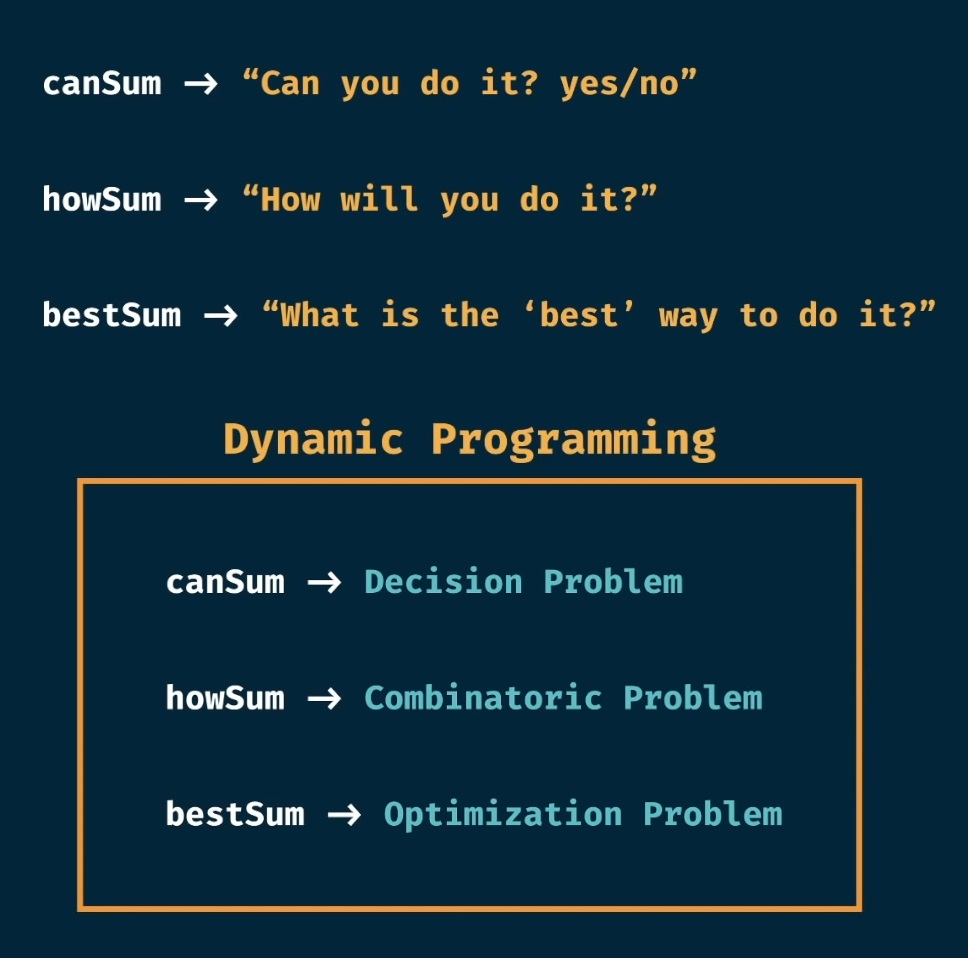 canSum → “Can you do it? yes/no”
howSum → “How will you do it?”
bestSum → “What is the ‘best’ way to do it?”
Dynamic Programming
canSum → Decision Problem
howSum → Combinatoric Problem
bestSum → Optimization Problem